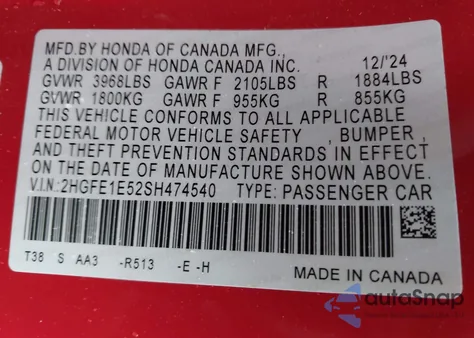 MFD.BY HONDA OF CANADA MFG.,
A DIVISION OF HONDA CANADA INC. 12/'24
GVWR 3968LBS GAWR F 2105LBS R 1884LBS
GVWR 1800KG GAWR F 955KG R 855KG
THIS VEHICLE CONFORMS TO ALL APPLICABLE
FEDERAL MOTOR VEHICLE SAFETY , BUMPER ,
AND THEFT PREVENTION STANDARDS IN EFFECT
ON THE DATE OF MANUFACTURE SHOWN ABOVE.
V.I.N.:2HGFE1E52SH474540 TYPE: PASSENGER CAR
T38 S AA3 -R513 -E -H
MADE IN CANADA
autoSnap